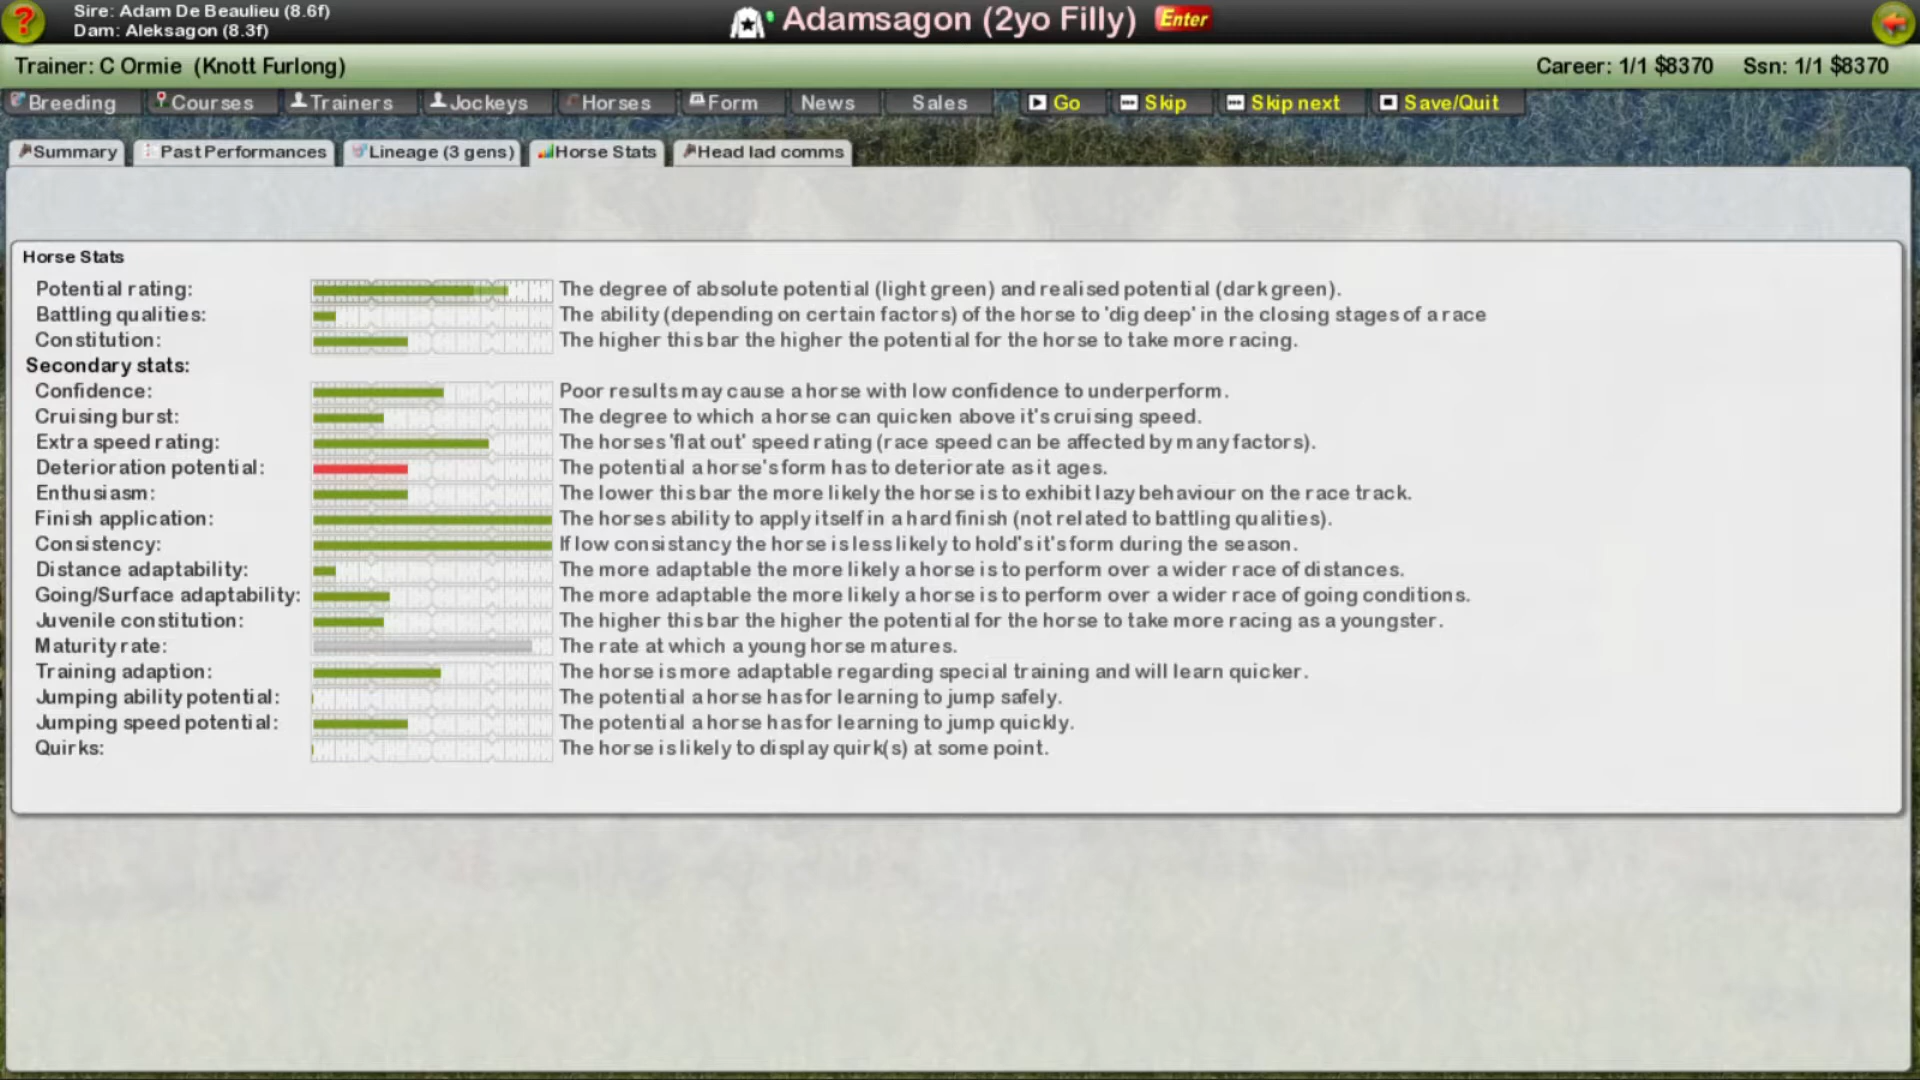 ?
Sire: Adam De Beaulieu (8.6f)
Dam: Aleksagon (8.3f)
Adamsagon (2yo Filly) Enter
Trainer: C Ormie (Knott Furlong) Career: 1/1 $8370 Ssn: 1/1 $8370
Breeding Courses Trainers Jockeys Horses Form News Sales Go Skip Skip next Save/Quit
Summary Past Performances Lineage (3 gens) Horse Stats Head lad comms
Horse Stats
Potential rating: The degree of absolute potential (light green) and realised potential (dark green).
Battling qualities: The ability (depending on certain factors) of the horse to 'dig deep' in the closing stages of a race
Constitution: The higher this bar the higher the potential for the horse to take more racing.
Secondary stats:
Confidence: Poor results may cause a horse with low confidence to underperform.
Cruising burst: The degree to which a horse can quicken above it's cruising speed.
Extra speed rating: The horses 'flat out' speed rating (race speed can be affected by many factors).
Deterioration potential: The potential a horse's form has to deteriorate as it ages.
Enthusiasm: The lower this bar the more likely the horse is to exhibit lazy behaviour on the race track.
Finish application: The horses ability to apply itself in a hard finish (not related to battling qualities).
Consistency: If low consistancy the horse is less likely to hold's it's form during the season.
Distance adaptability: The more adaptable the more likely a horse is to perform over a wider race of distances.
Going/Surface adaptability: The more adaptable the more likely a horse is to perform over a wider race of going conditions.
Juvenile constitution: The higher this bar the higher the potential for the horse to take more racing as a youngster.
Maturity rate: The rate at which a young horse matures.
Training adaption: The horse is more adaptable regarding special training and will learn quicker.
Jumping ability potential: The potential a horse has for learning to jump safely.
Jumping speed potential: The potential a horse has for learning to jump quickly.
Quirks: The horse is likely to display quirk(s) at some point.